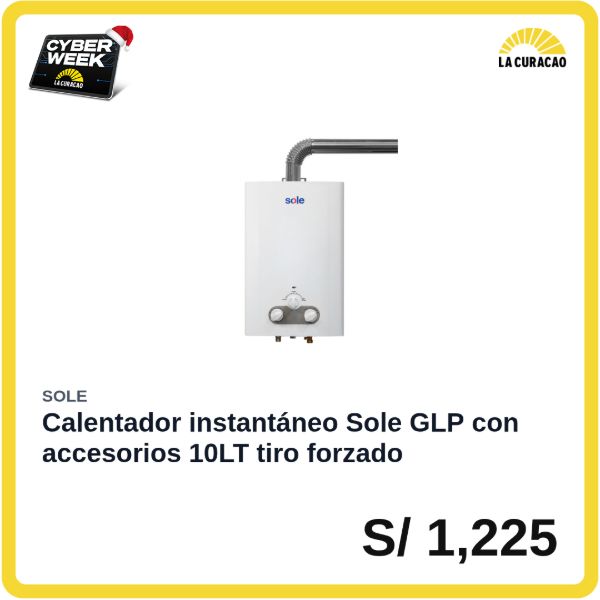 CYBER
WEEK
LA CURACAO
LA CURACAO
sole
SOLE
Calentador instantáneo Sole GLP con
accesorios 10LT tiro forzado
S/ 1,225